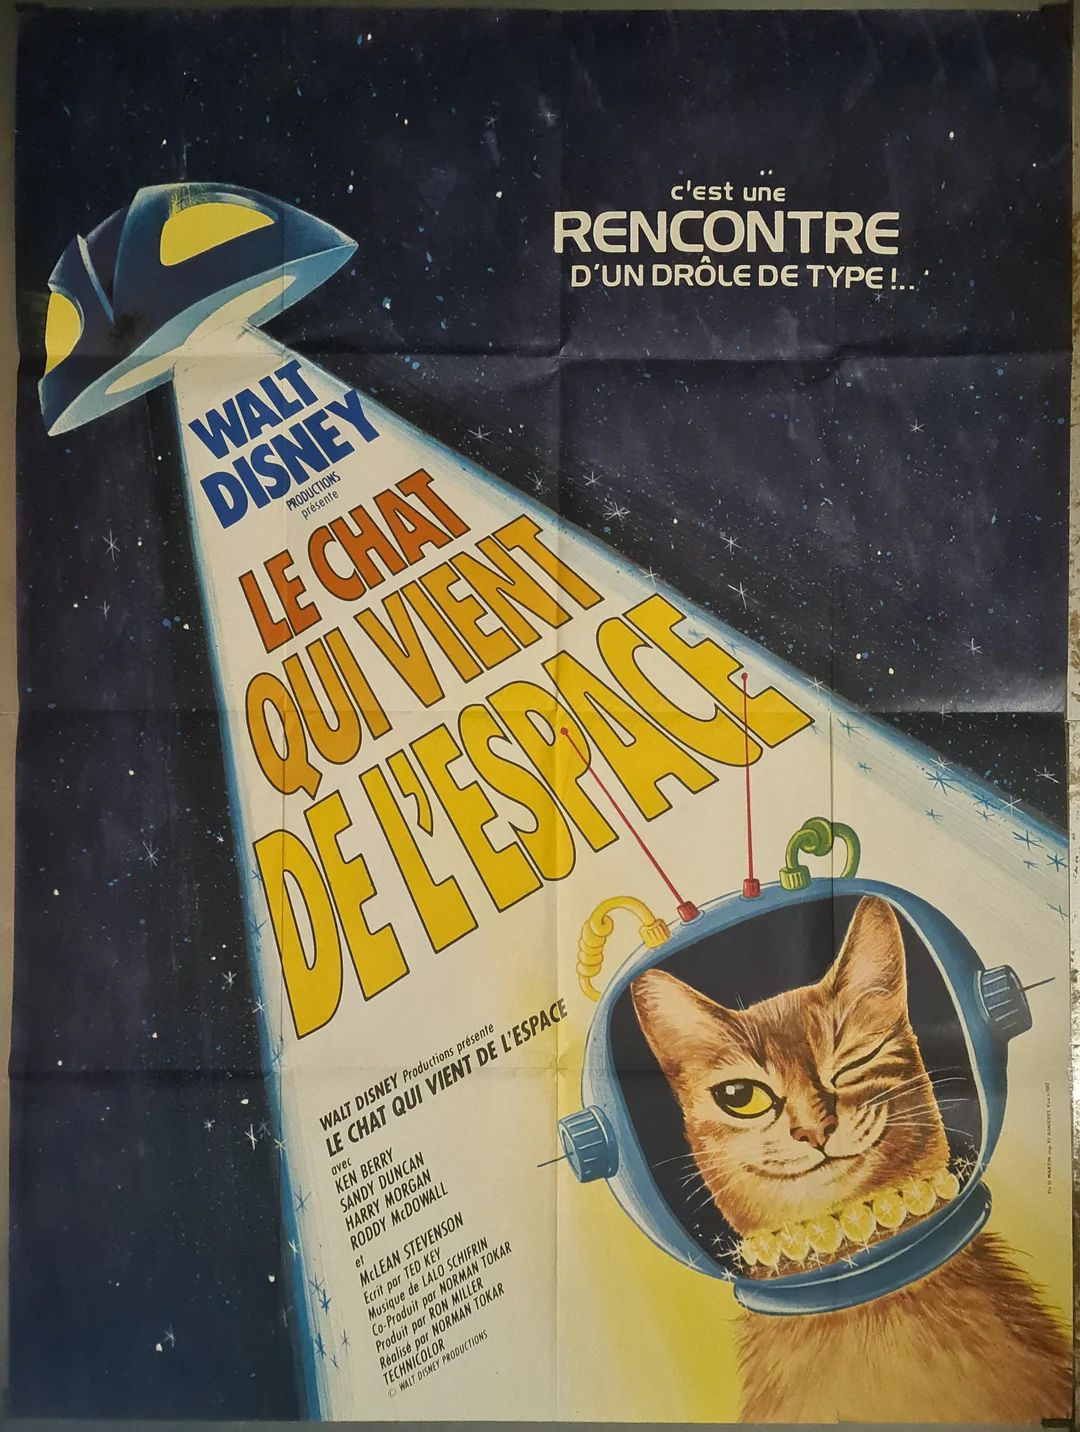 c'est une
RENCONTRE
D'UN DRÔLE DE TYPE !..
WALT
DISNEY
PRODUCTIONS
présente
LE CHAT
QUI VIENT
DE L'ESPACE
WALT DISNEY Productions présente
LE CHAT QUI VIENT DE L'ESPACE
avec
KEN BERRY
SANDY DUNCAN
HARRY MORGAN
RODDY McDOWALL
et
McLEAN STEVENSON
Ecrit par TED KEY
Musique de LALO SCHIFRIN
Co-Produit par NORMAN TOKAR
Produit par RON MILLER
Réalisé par NORMAN TOKAR
TECHNICOLOR
© WALT DISNEY PRODUCTIONS